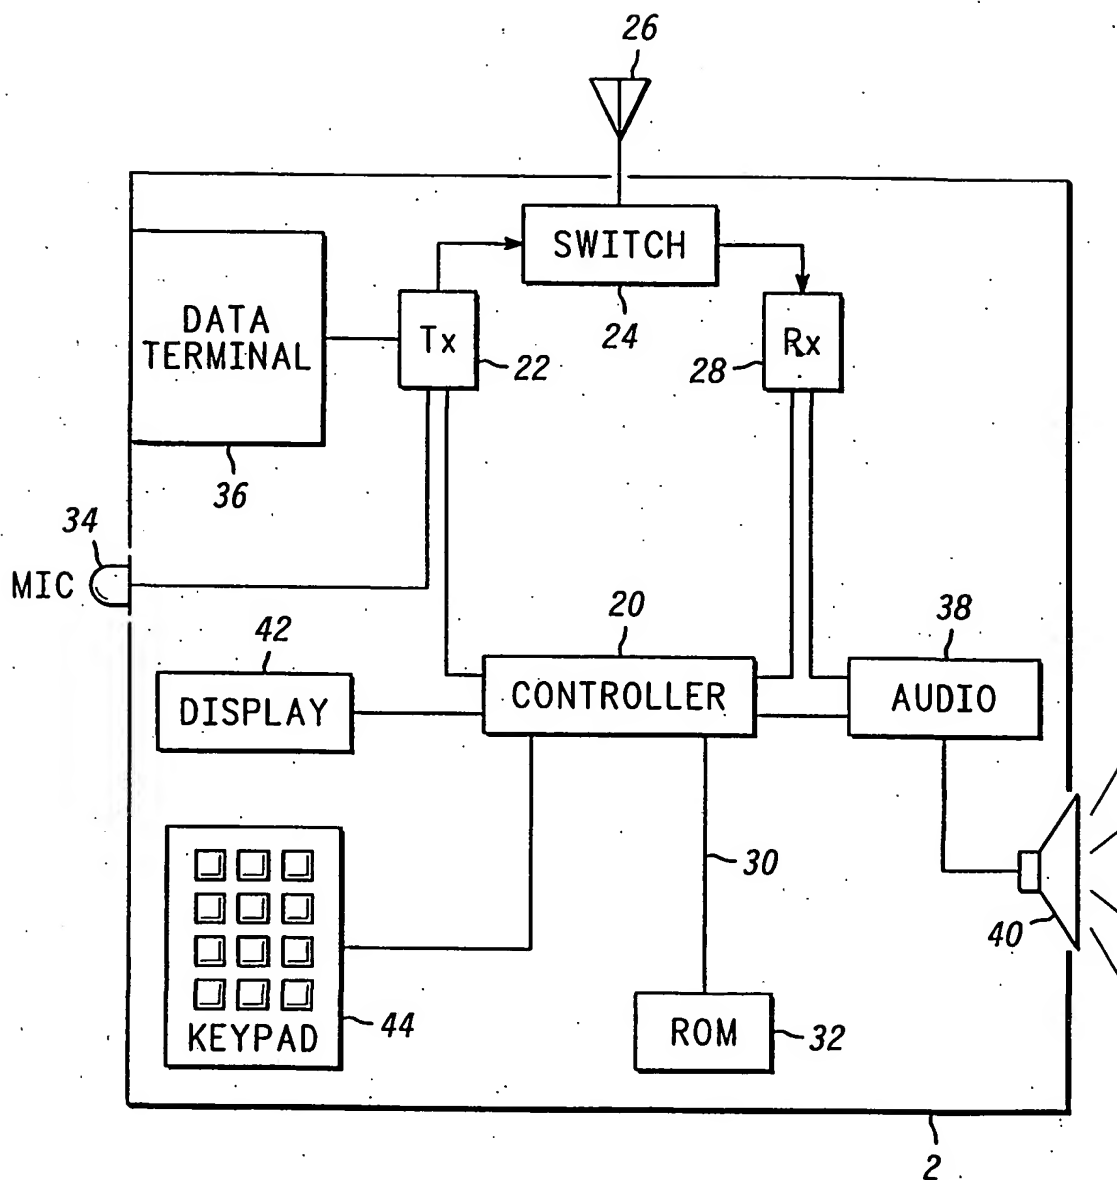 26
SWITCH
24
DATA
TERMINAL
36
Tx
22
Rx
28
34
MIC
42
DISPLAY
20
CONTROLLER
38
AUDIO
30
40
KEYPAD
44
ROM
32
2